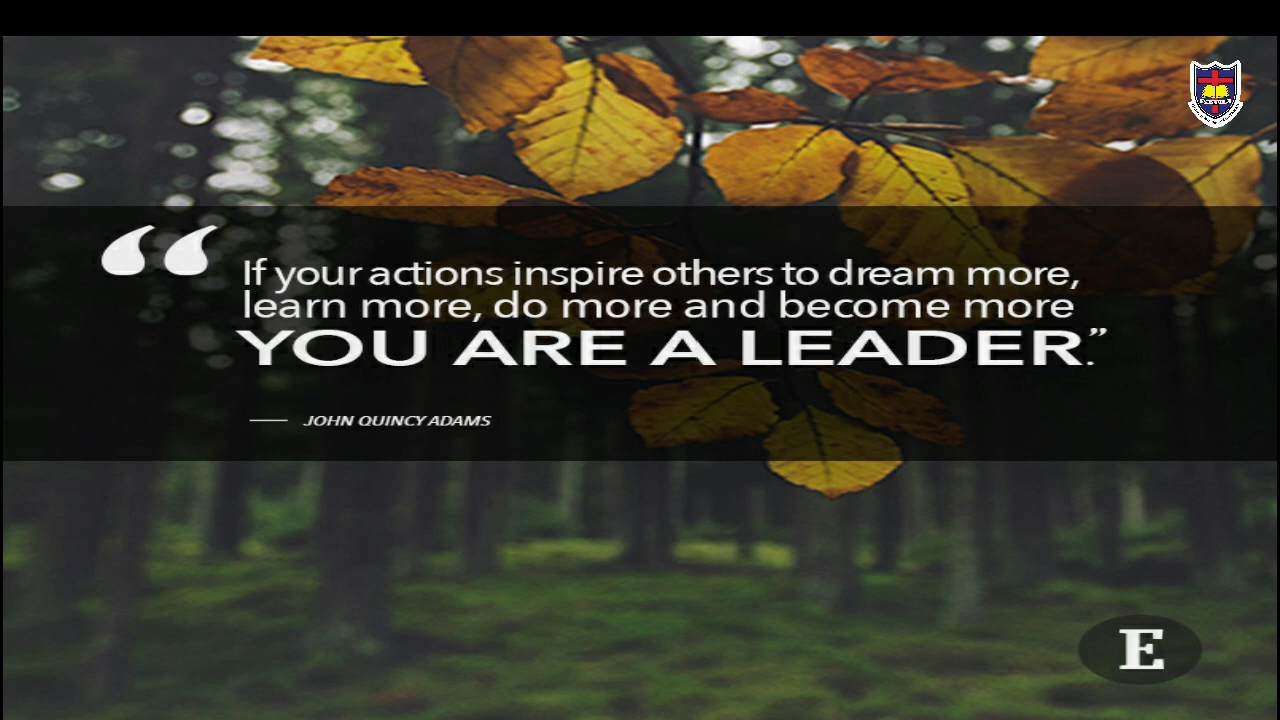 “
If your actions inspire others to dream more,
learn more, do more and become more
YOU ARE A LEADER.”
— JOHN QUINCY ADAMS
E